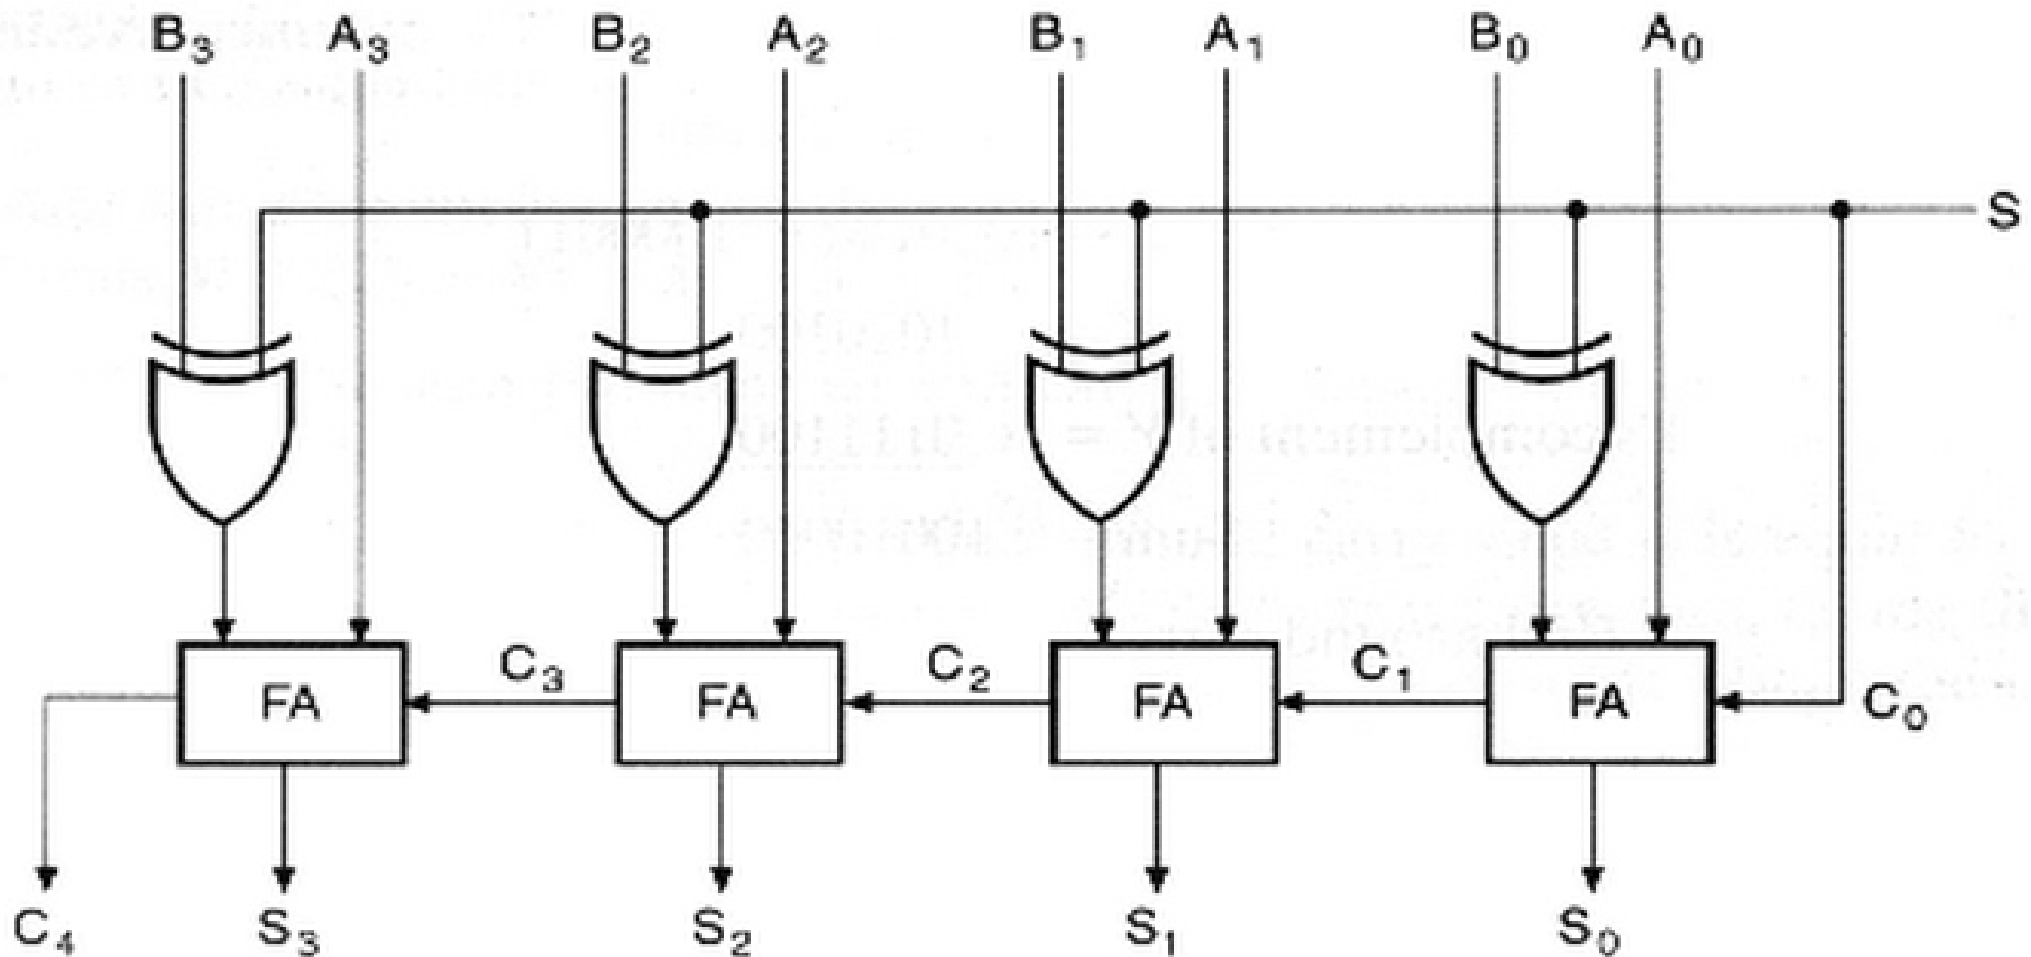 B₃ A₃ B₂ A₂ B₁ A₁ B₀ A₀
S
C₃ C₂ C₁
FA FA FA FA C₀
C₄ S₃ S₂ S₁ S₀